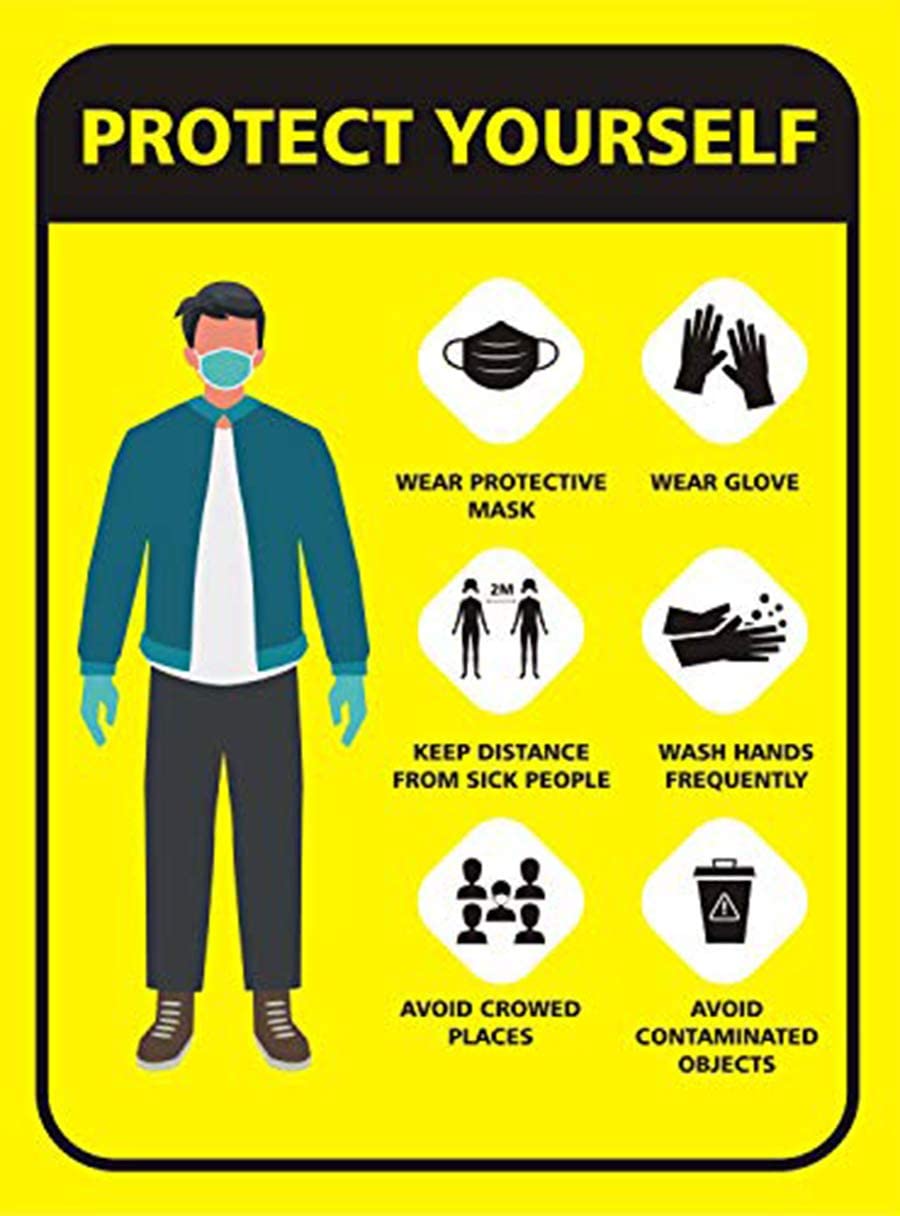 PROTECT YOURSELF
WEAR PROTECTIVE
MASK
WEAR GLOVE
2M
KEEP DISTANCE
FROM SICK PEOPLE
WASH HANDS
FREQUENTLY
AVOID CROWED
PLACES
AVOID
CONTAMINATED
OBJECTS